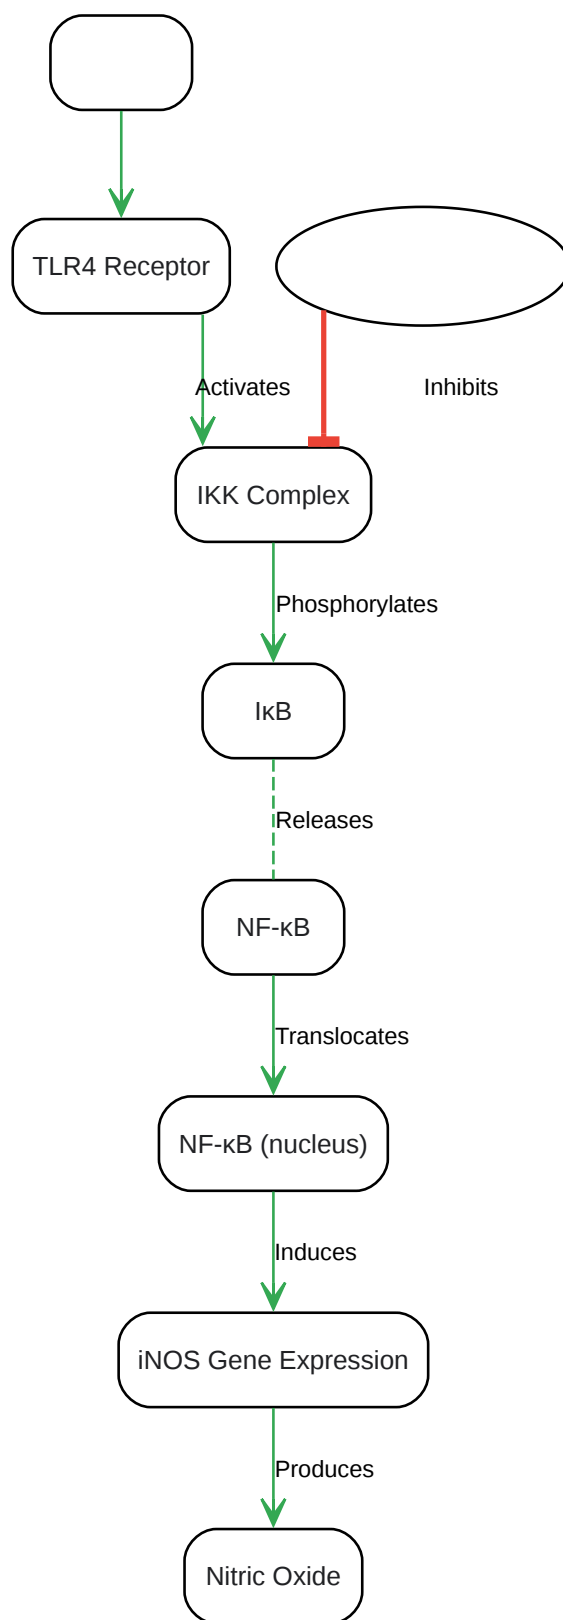 TLR4 Receptor
Activates
Inhibits
IKK Complex
Phosphorylates
IκB
Releases
NF-κB
Translocates
NF-κB (nucleus)
Induces
iNOS Gene Expression
Produces
Nitric Oxide